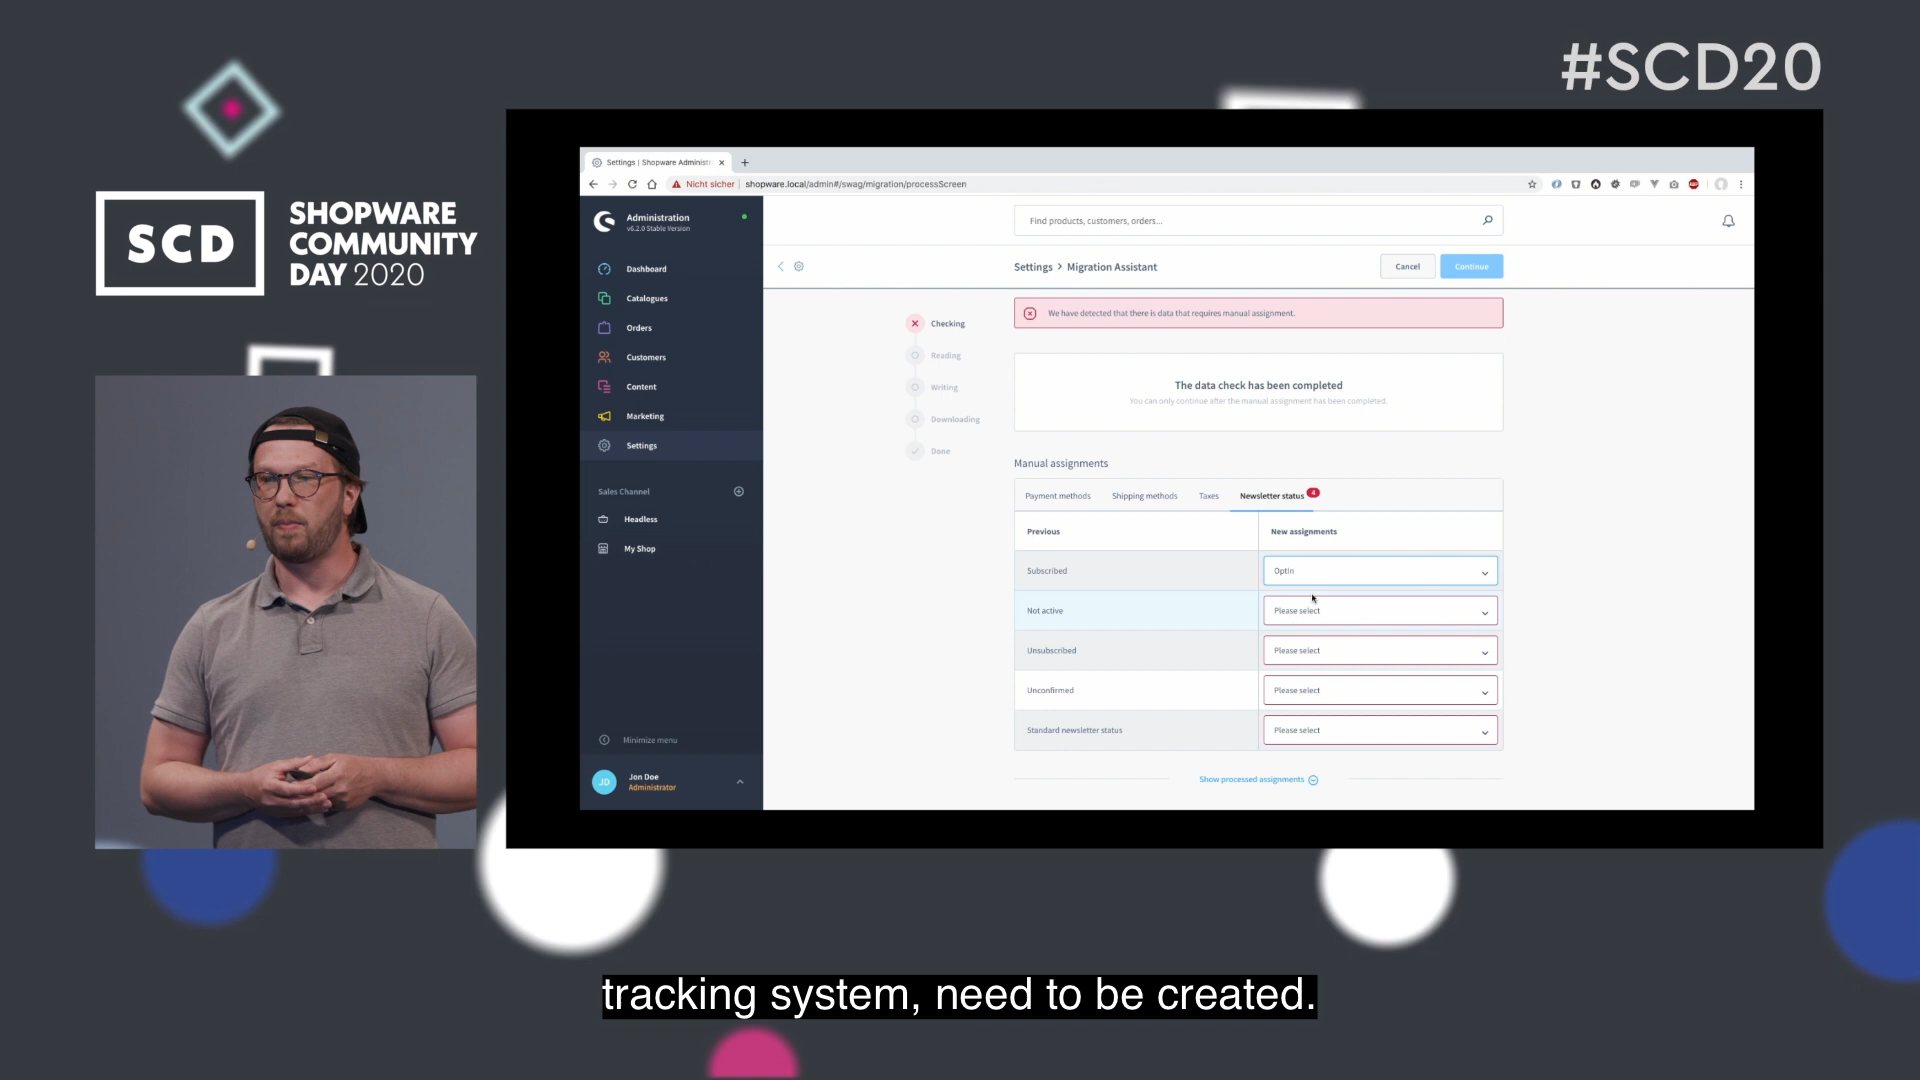 #SCD20
SCD
SHOPWARE
COMMUNITY
DAY 2020
Settings | Shopware Administr
Nicht sicher
shopware.local/admin#/swag/migration/processScreen
Administration
v6.2.0 Stable Version
Find products, customers, orders...
Dashboard
Catalogues
Orders
Customers
Content
Marketing
Settings
Sales Channel
Headless
My Shop
Minimize menu
JD
Jon Doe
Administrator
Settings > Migration Assistant
Cancel
Continue
Checking
Reading
Writing
Downloading
Done
We have detected that there is data that requires manual assignment.
The data check has been completed
You can only continue after the manual assignment has been completed.
Manual assignments
Payment methods Shipping methods Taxes Newsletter status 4
Previous New assignments
Subscribed OptIn
Not active Please select
Unsubscribed Please select
Unconfirmed Please select
Standard newsletter status Please select
Show processed assignments
tracking system, need to be created.